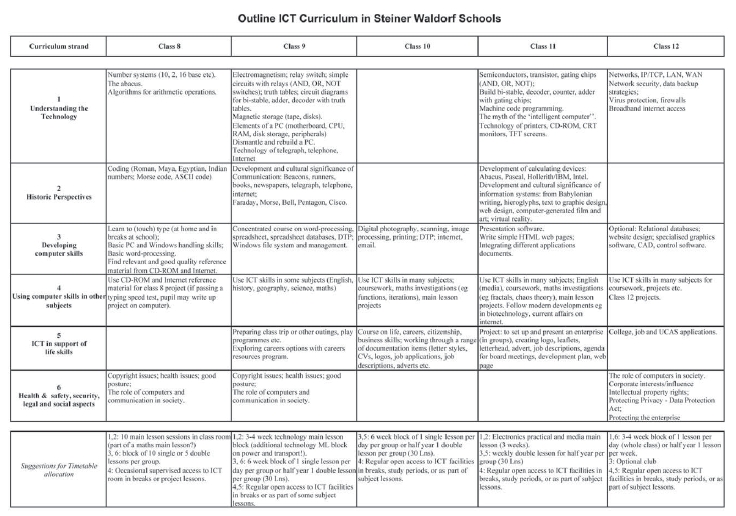 Outline ICT Curriculum in Steiner Waldorf Schools
Curriculum strand
Class 8
Class 9
Class 10
Class 11
Class 12
1
Understanding the
Technology
Number systems (10, 2, 16 base etc).
The abacus.
Algorithms for arithmetic operations.
Electromagnetism; relay switch; simple
circuits with relays (AND, OR, NOT
switches); truth tables; circuit diagrams
for bi-stable, adder, decoder with truth
tables.
Magnetic storage (tape, disks).
Elements of a PC (motherboard, CPU,
RAM, disk storage, peripherals)
Dismantle and rebuild a PC.
Technology of telegraph, telephone,
Internet
Semiconductors, transistor, gating chips
(AND, OR, NOT);
Build bi-stable, decoder, counter, adder
with gating chips;
Machine code programming.
The myth of the 'intelligent computer".
Technology of printers, CD-ROM, CRT
monitors, TFT screens.
Networks, IP/TCP, LAN, WAN
Network security, data backup
strategies;
Virus protection, firewalls
Broadband internet access
2
Historic Perspectives
Coding (Roman, Maya, Egyptian, Indian
numbers; Morse code, ASCII code)
Development and cultural significance of
Communication: Beacons, runners,
books, newspapers, telegraph, telephone,
internet;
Faraday, Morse, Bell, Pentagon, Cisco.
Development of calculating devices:
Abacus, Pascal, Hollerith/IBM, Intel.
Development and cultural significance of
information systems: from Babylonian
writing, hieroglyphs, text to graphic design,
web design, computer-generated film and
art; virtual reality.
3
Developing
computer skills
Learn to (touch) type (at home and in
breaks at school);
Basic PC and Windows handling skills;
Basic word-processing.
Find relevant and good quality reference
material from CD-ROM and Internet.
Concentrated course on word-processing,
spreadsheet, spreadsheet databases, DTP;
Windows file system and management.
Digital photography, scanning, image
processing, printing; DTP; internet,
email.
Presentation software.
Write simple HTML web pages;
Integrating different applications
documents.
Optional: Relational databases;
website design; specialised graphics
software, CAD, control software.
4
Using computer skills in other
subjects
Use CD-ROM and Internet reference
material for class 8 project (if passing a
typing speed test, pupil may write up
project on computer).
Use ICT skills in some subjects (English,
history, geography, science, maths)
Use ICT skills in many subjects;
coursework, maths investigations (eg
functions, iterations), main lesson
projects
Use ICT skills in many subjects; English
(media), coursework, maths investigations
(eg fractals, chaos theory), main lesson
projects. Follow modern developments eg
in biotechnology, current affairs on
internet.
Use ICT skills in many subjects for
coursework, projects etc.
Class 12 projects.
5
ICT in support of
life skills
Preparing class trip or other outings, play
programmes etc.
Exploring careers options with careers
resources program.
Course on life, careers, citizenship,
business skills; working through a range
of documentation items (letter styles,
CVs, logos, job applications, job
descriptions, adverts etc.
Project: to set up and present an enterprise
(in groups), creating logo, leaflets,
letterhead, advert, job descriptions, agenda
for board meetings, development plan, web
page
College, job and UCAS applications.
6
Health & safety, security,
legal and social aspects
Copyright issues; health issues; good
posture;
The role of computers and
communication in society.
Copyright issues; health issues; good
posture;
The role of computers and
communication in society.
The role of computers in society.
Corporate interests/influence
Intellectual property rights;
Protecting Privacy - Data Protection
Act;
Protecting the enterprise
Suggestions for Timetable
allocation
1,2: 10 main lesson sessions in class room
(part of a maths main lesson?)
3, 6: block of 10 single or 5 double
lessons per group.
4: Occasional supervised access to ICT
room in breaks or project lessons.
1,2: 3-4 week technology main lesson
block (additional technology ML block
on power and transport!).
3, 6: 6 week block of 1 single lesson per
day per group or half year 1 double lesson
per group (30 Lns).
4,5: Regular open access to ICT facilities
in breaks or as part of some subject
lessons.
3,5: 6 week block of 1 single lesson per
day per group or half year 1 double
lesson per group (30 Lns).
4: Regular open access to ICT facilities
in breaks, study periods, or as part of
subject lessons.
1,2: Electronics practical and media main
lesson (3 weeks).
3,5: weekly double lesson for half year per
group (30 Lns)
4: Regular open access to ICT facilities in
breaks, study periods, or as part of subject
lessons.
1,6: 3-4 week block of 1 lesson per
day (whole class) or half year 1 lesson
per week.
3: Optional club
4,5: Regular open access to ICT
facilities in breaks, study periods, or as
part of subject lessons.